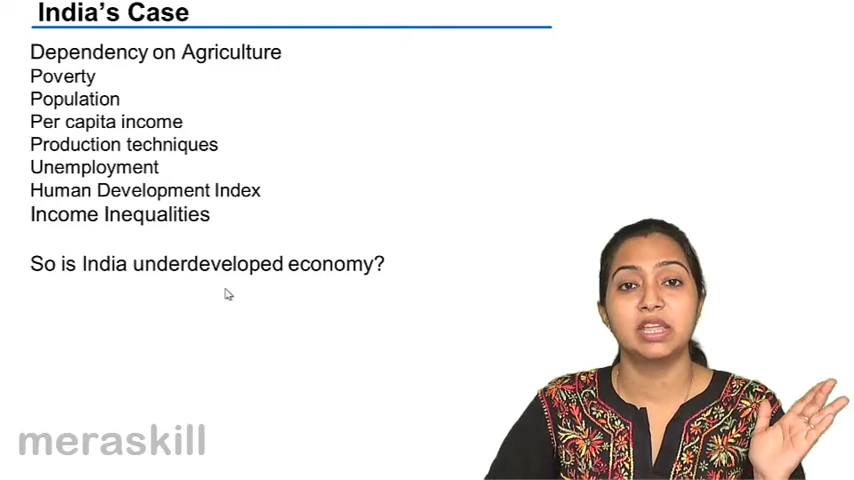 India's Case
Dependency on Agriculture
Poverty
Population
Per capita income
Production techniques
Unemployment
Human Development Index
Income Inequalities
So is India underdeveloped economy?
meraskill